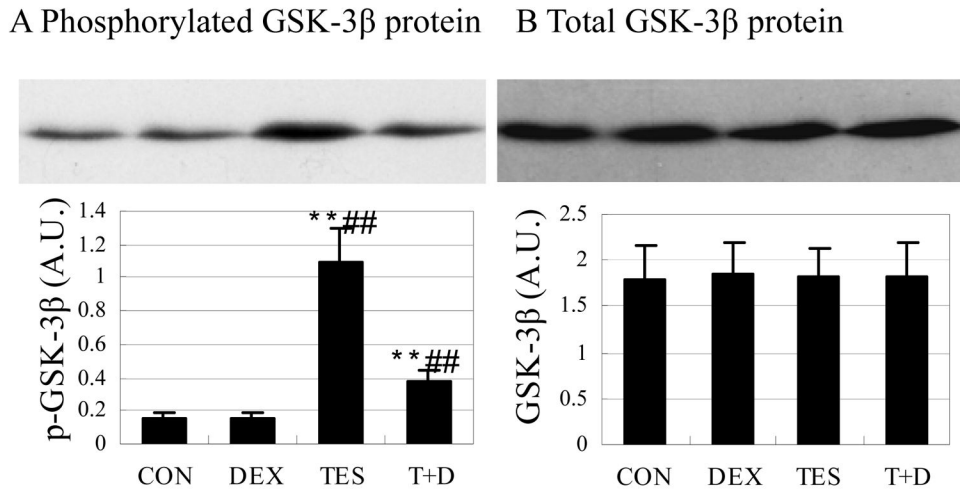 A Phosphorylated GSK-3β protein
B Total GSK-3β protein
p-GSK-3β (A.U.)
1.4
1.2
1
0.8
0.6
0.4
0.2
0
**##
**##
CON DEX TES T+D
GSK-3β (A.U.)
2.5
2
1.5
1
0.5
0
CON DEX TES T+D